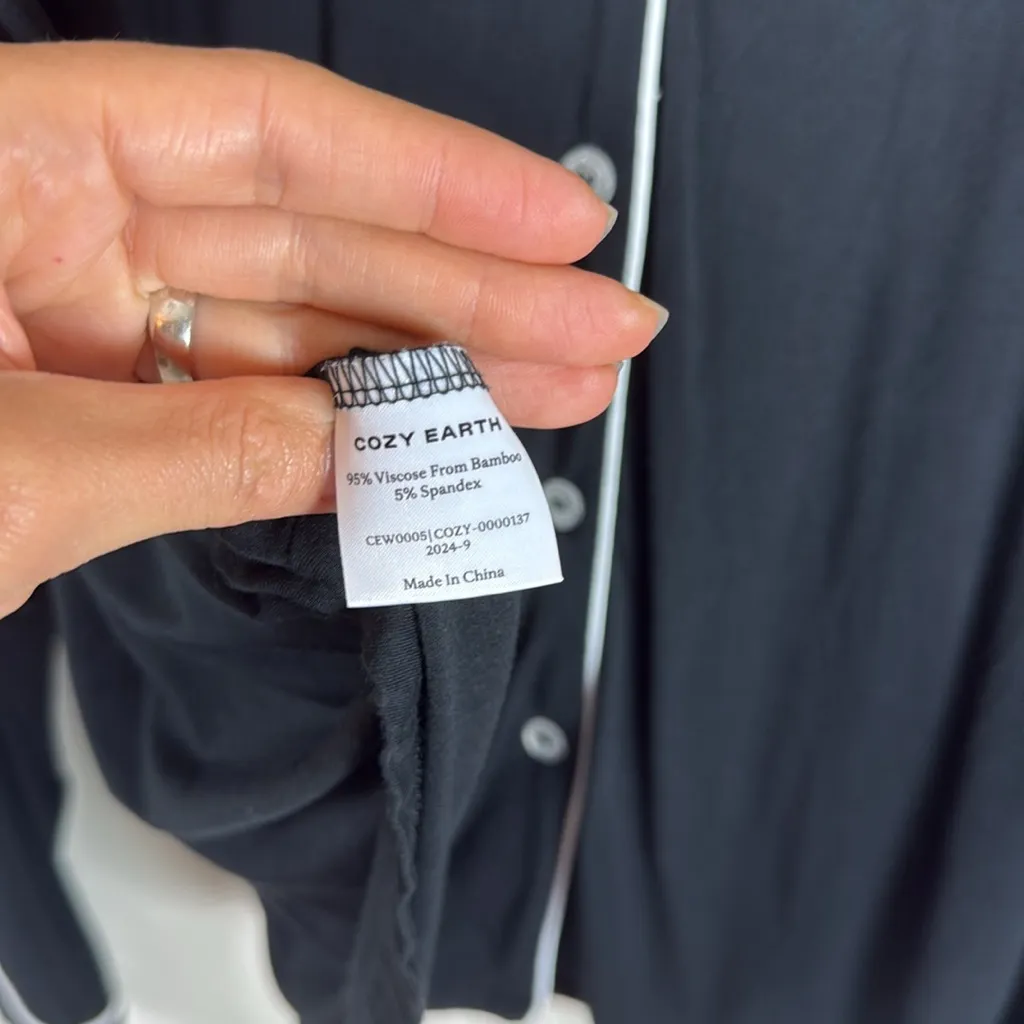 COZY EARTH
95% Viscose From Bamboo
5% Spandex
CEW0005|COZY-0000137
2024-9
Made In China